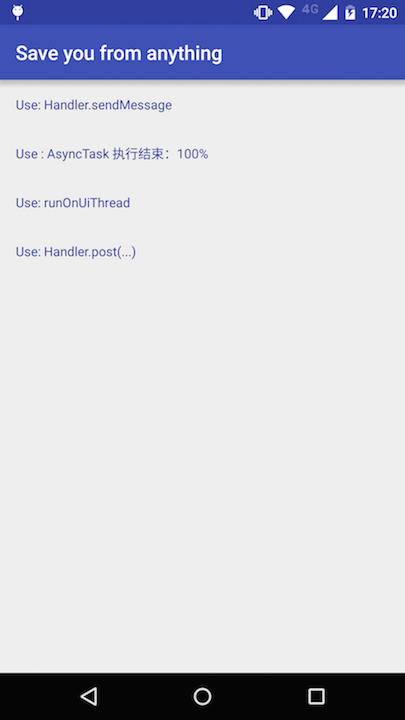 4G 17:20
Save you from anything
Use: Handler.sendMessage
Use : AsyncTask 执行结束：100%
Use: runOnUiThread
Use: Handler.post(...)